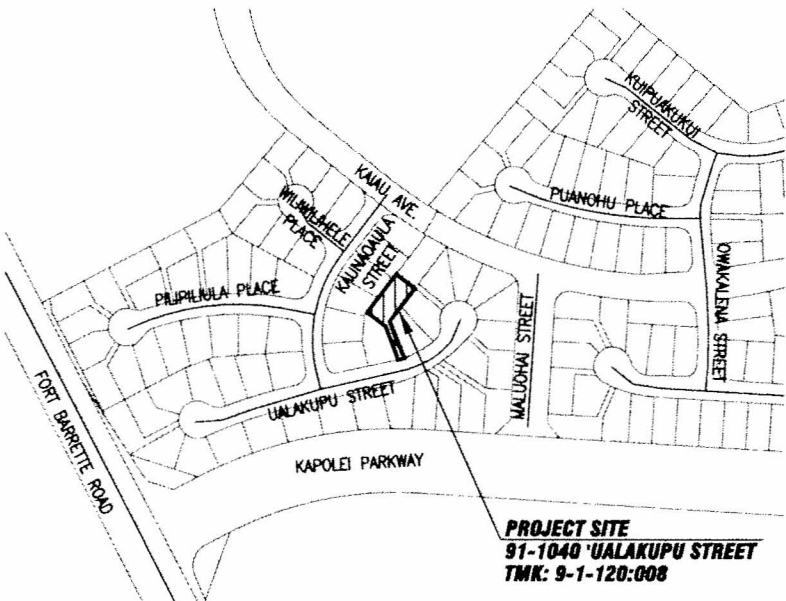 KUIPUAKUKUI
STREET
KAIAU AVE.
PUANOHU PLACE
WILIWILIHELE
PLACE
KAUNAOAULA
STREET
OWAKALENA STREET
PILIPILIULA PLACE
MALUOHAI STREET
UALAKUPU STREET
FORT BARRETTE ROAD
KAPOLEI PARKWAY
PROJECT SITE
91-1040 'UALAKUPU STREET
TMK: 9-1-120:008